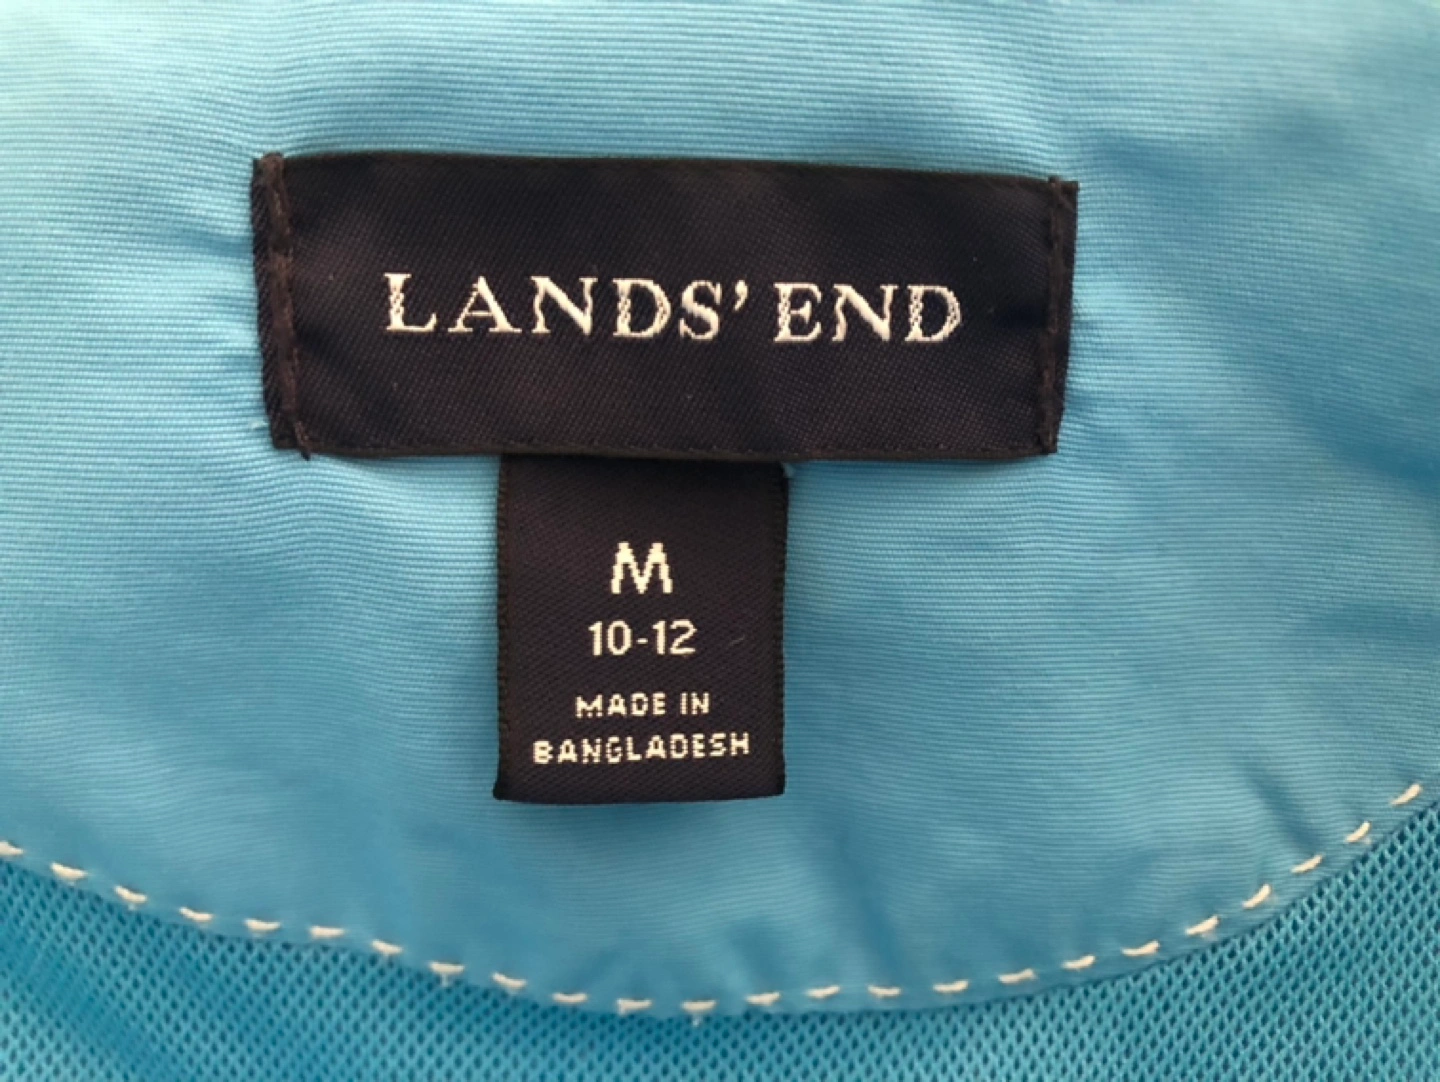 LANDS' END
M
10-12
MADE IN
BANGLADESH